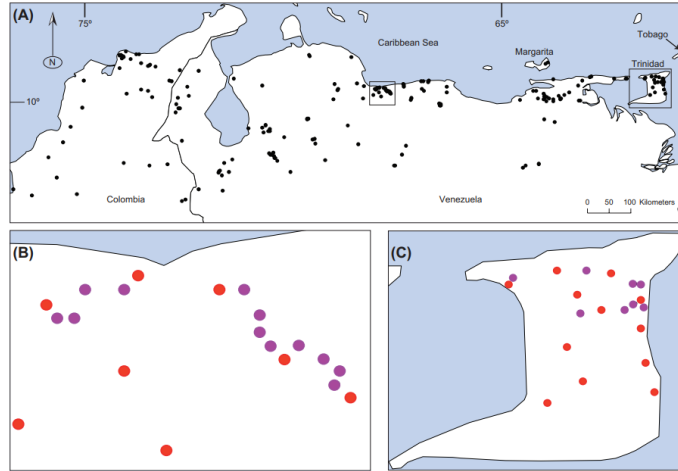 (A)
75°
65°
Caribbean Sea
Tobago
Margarita
Trinidad
N
10°
Colombia
Venezuela
0 50 100 Kilometers
(B)
(C)